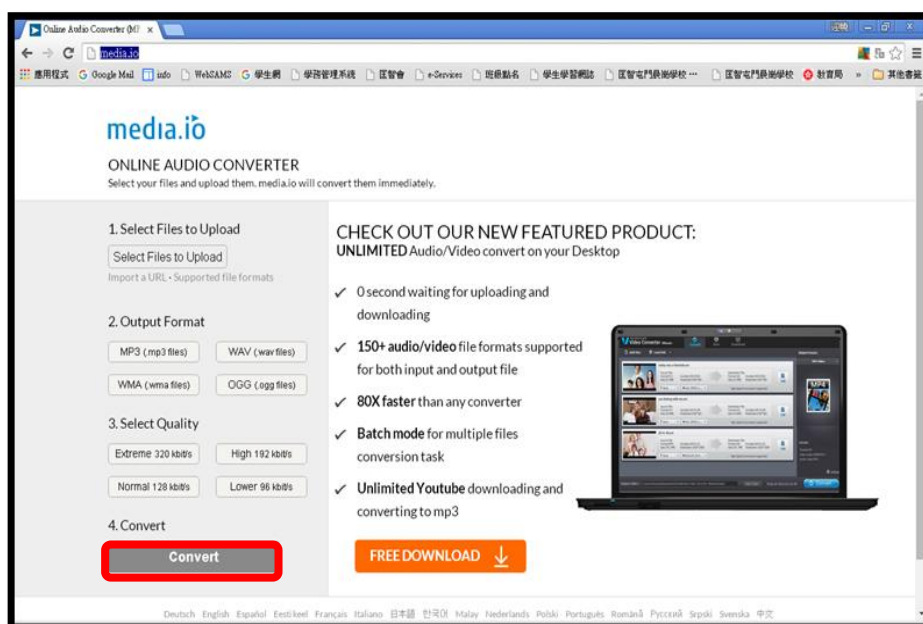 Online Audio Converter (MP
media.io
應用程式 Google Mail info WebSAMS 學生網 學務管理系統 匡智會 e-Services 班級點名 學生學習網誌 匡智屯門晨崗學校 … 匡智屯門晨崗學校 教育局 » 其他書籤
media.io
ONLINE AUDIO CONVERTER
Select your files and upload them. media.io will convert them immediately.
1. Select Files to Upload
Select Files to Upload
Import a URL - Supported file formats
2. Output Format
MP3 (.mp3 files) WAV (.wav files)
WMA (.wma files) OGG (.ogg files)
3. Select Quality
Extreme 320 kbit/s High 192 kbit/s
Normal 128 kbit/s Lower 96 kbit/s
4. Convert
Convert
CHECK OUT OUR NEW FEATURED PRODUCT:
UNLIMITED Audio/Video convert on your Desktop
✓ 0 second waiting for uploading and
downloading
✓ 150+ audio/video file formats supported
for both input and output file
✓ 80X faster than any converter
✓ Batch mode for multiple files
conversion task
✓ Unlimited Youtube downloading and
converting to mp3
Video Converter
MP4
Convert
FREE DOWNLOAD
Deutsch English Español Eesti keel Français Italiano 日本語 한국어 Malay Nederlands Polski Português Română Русский Srpski Svenska 中文